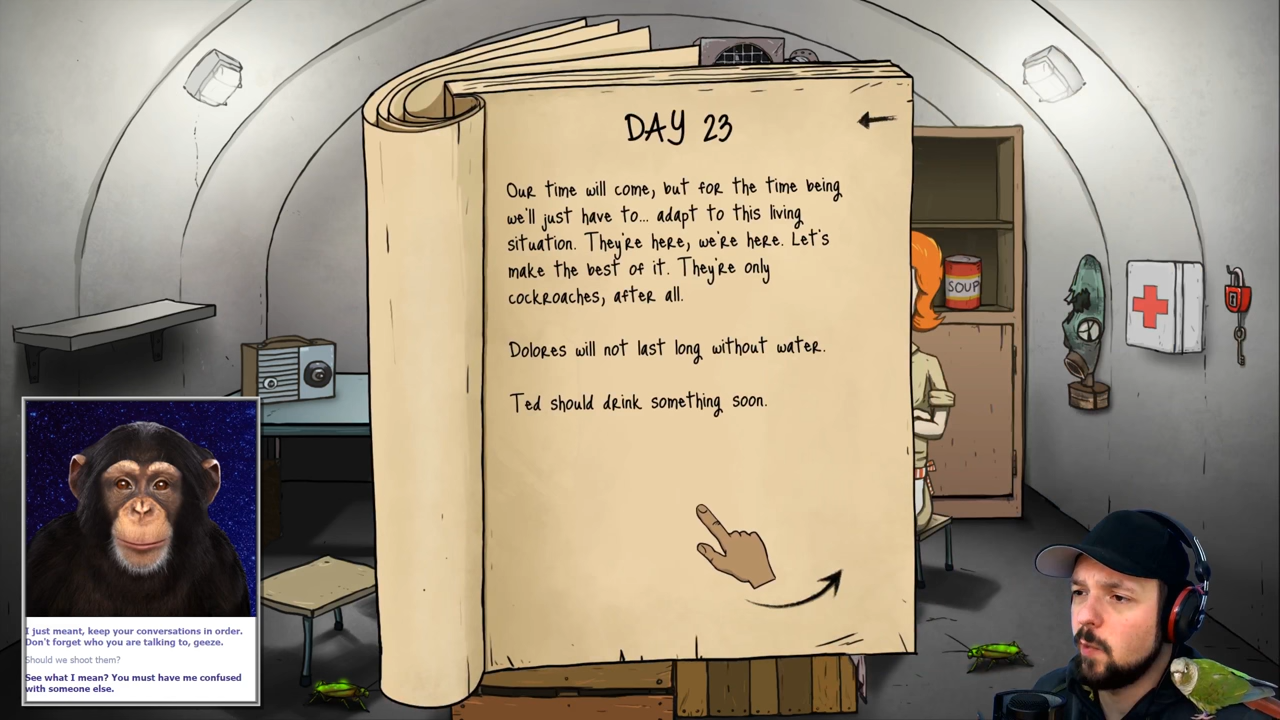 DAY 23
Our time will come, but for the time being
we'll just have to... adapt to this living
situation. They're here, we're here. Let's
make the best of it. They're only
cockroaches, after all.
Dolores will not last long without water.
Ted should drink something soon.
SOUP
I just meant, keep your conversations in order.
Don't forget who you are talking to, geeze.
Should we shoot them?
See what I mean? You must have me confused
with someone else.